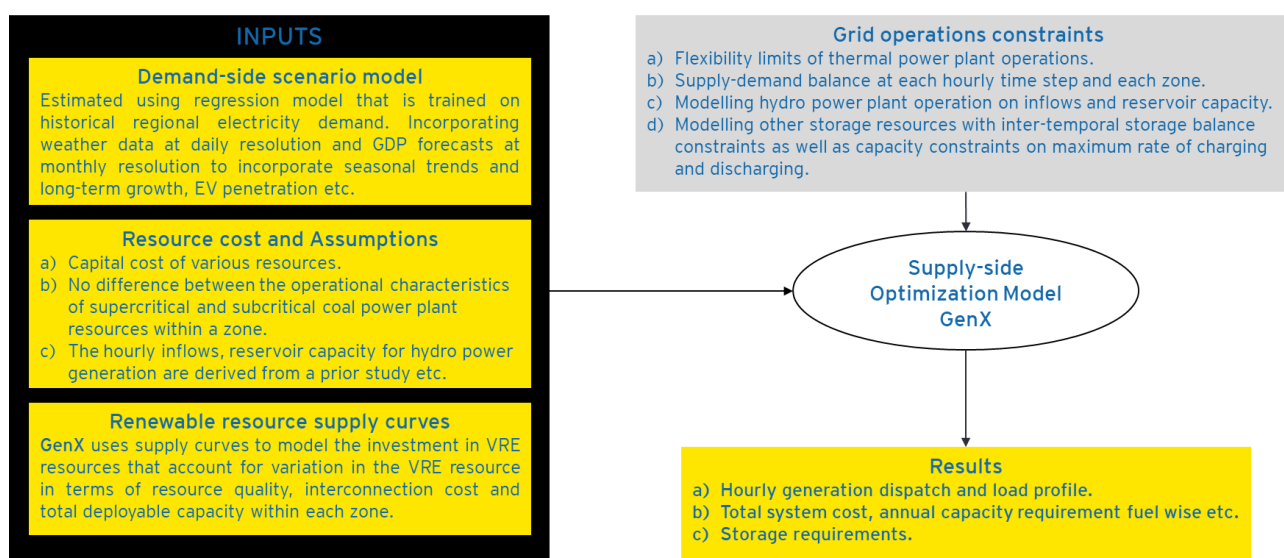 INPUTS
Demand-side scenario model
Estimated using regression model that is trained on
historical regional electricity demand. Incorporating
weather data at daily resolution and GDP forecasts at
monthly resolution to incorporate seasonal trends and
long-term growth, EV penetration etc.
Resource cost and Assumptions
a) Capital cost of various resources.
b) No difference between the operational characteristics
of supercritical and subcritical coal power plant
resources within a zone.
c) The hourly inflows, reservoir capacity for hydro power
generation are derived from a prior study etc.
Renewable resource supply curves
GenX uses supply curves to model the investment in VRE
resources that account for variation in the VRE resource
in terms of resource quality, interconnection cost and
total deployable capacity within each zone.
Grid operations constraints
a) Flexibility limits of thermal power plant operations.
b) Supply-demand balance at each hourly time step and each zone.
c) Modelling hydro power plant operation on inflows and reservoir capacity.
d) Modelling other storage resources with inter-temporal storage balance
constraints as well as capacity constraints on maximum rate of charging
and discharging.
Supply-side
Optimization Model
GenX
Results
a) Hourly generation dispatch and load profile.
b) Total system cost, annual capacity requirement fuel wise etc.
c) Storage requirements.